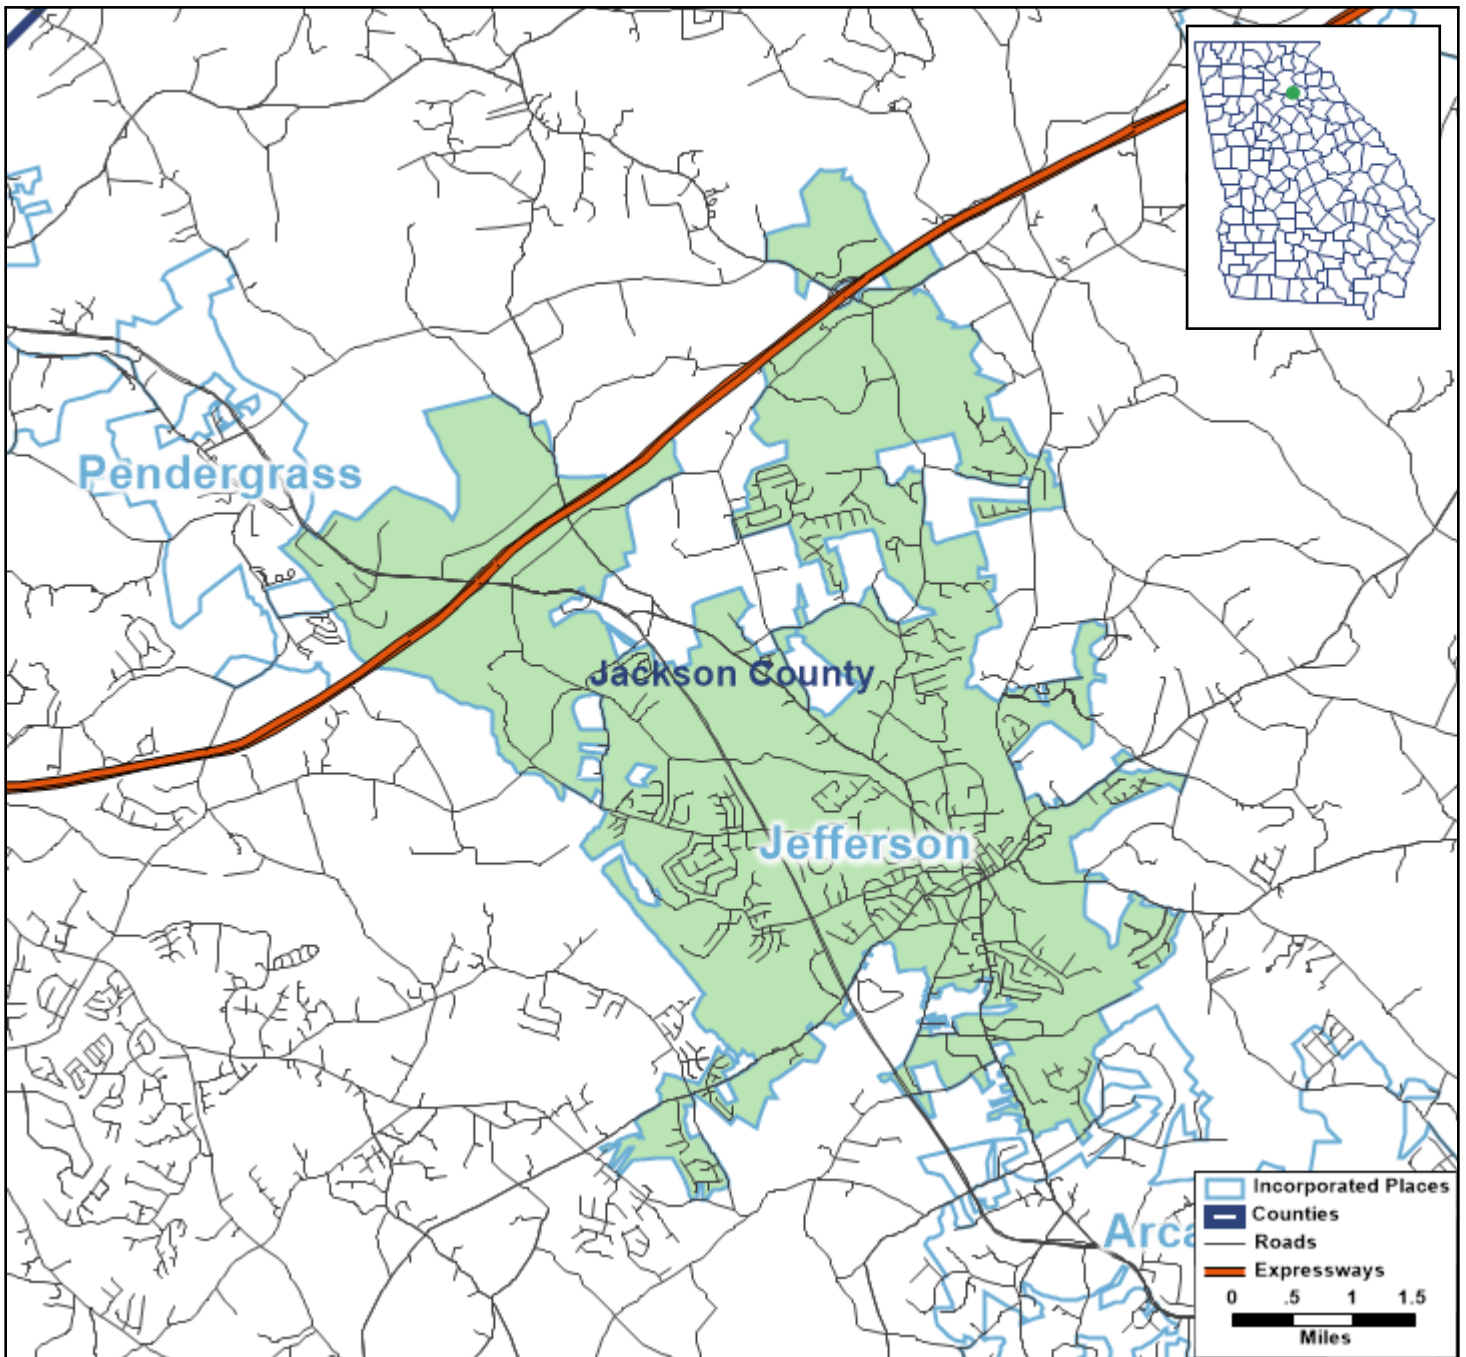 Pendergrass
Jackson County
Jefferson
Arca
Incorporated Places
Counties
Roads
Expressways
0 .5 1 1.5
Miles